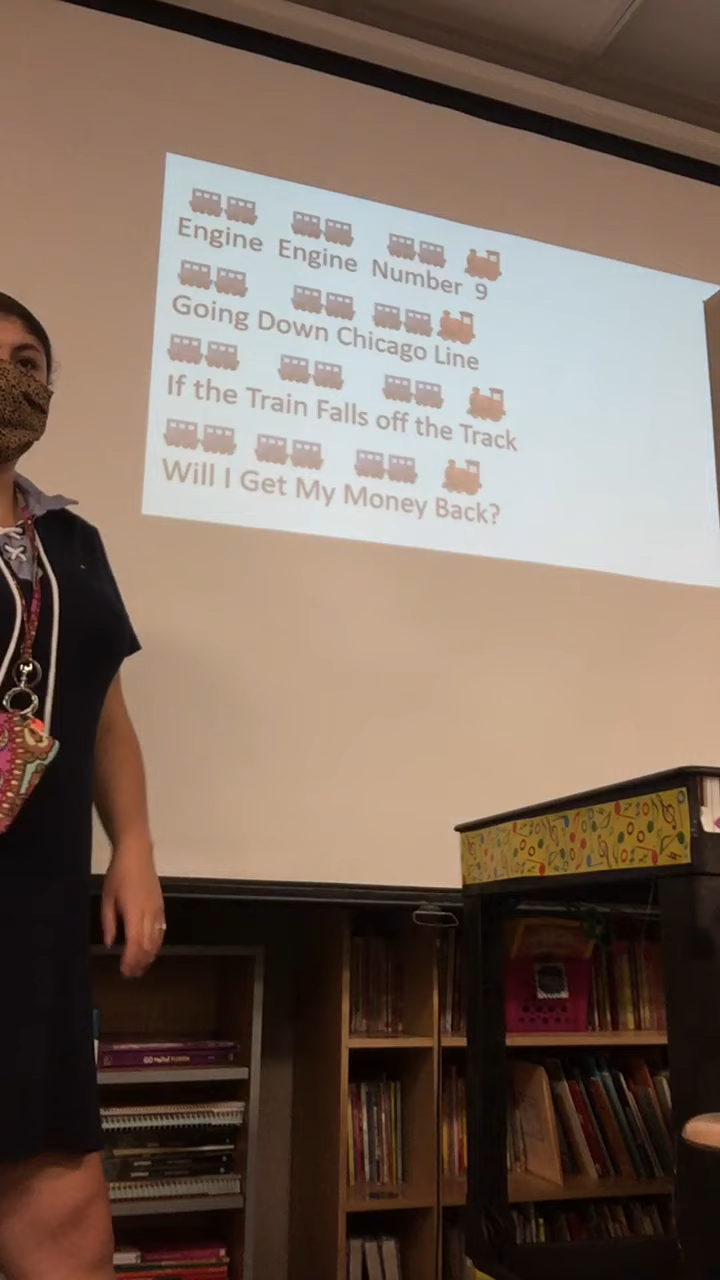 Engine Engine Number 9
Going Down Chicago Line
If the Train Falls off the Track
Will I Get My Money Back?